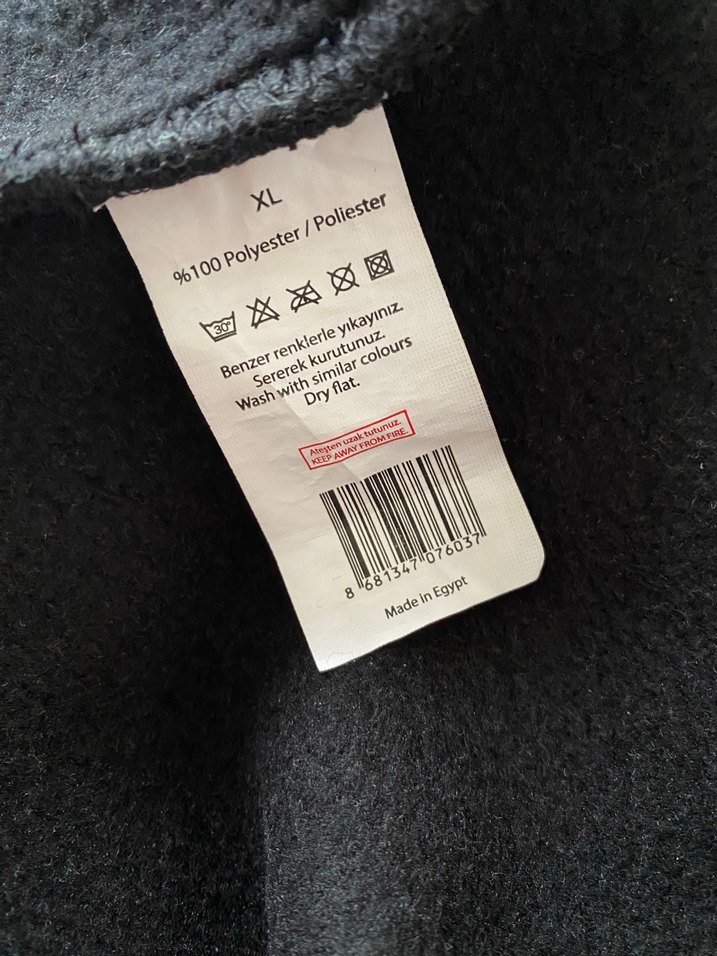 XL
%100 Polyester / Poliester
30°
Benzer renklerle yıkayınız.
Sererek kurutunuz.
Wash with similar colours
Dry flat.
Ateşten uzak tutunuz.
KEEP AWAY FROM FIRE.
8 681347 076037
Made in Egypt